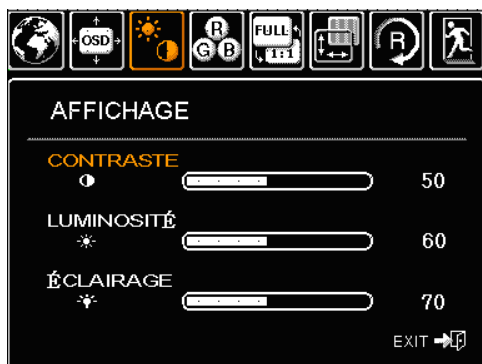 OSD
R
G B
FULL
1:1
R
AFFICHAGE
CONTRASTE
50
LUMINOSITÉ
60
ÉCLAIRAGE
70
EXIT